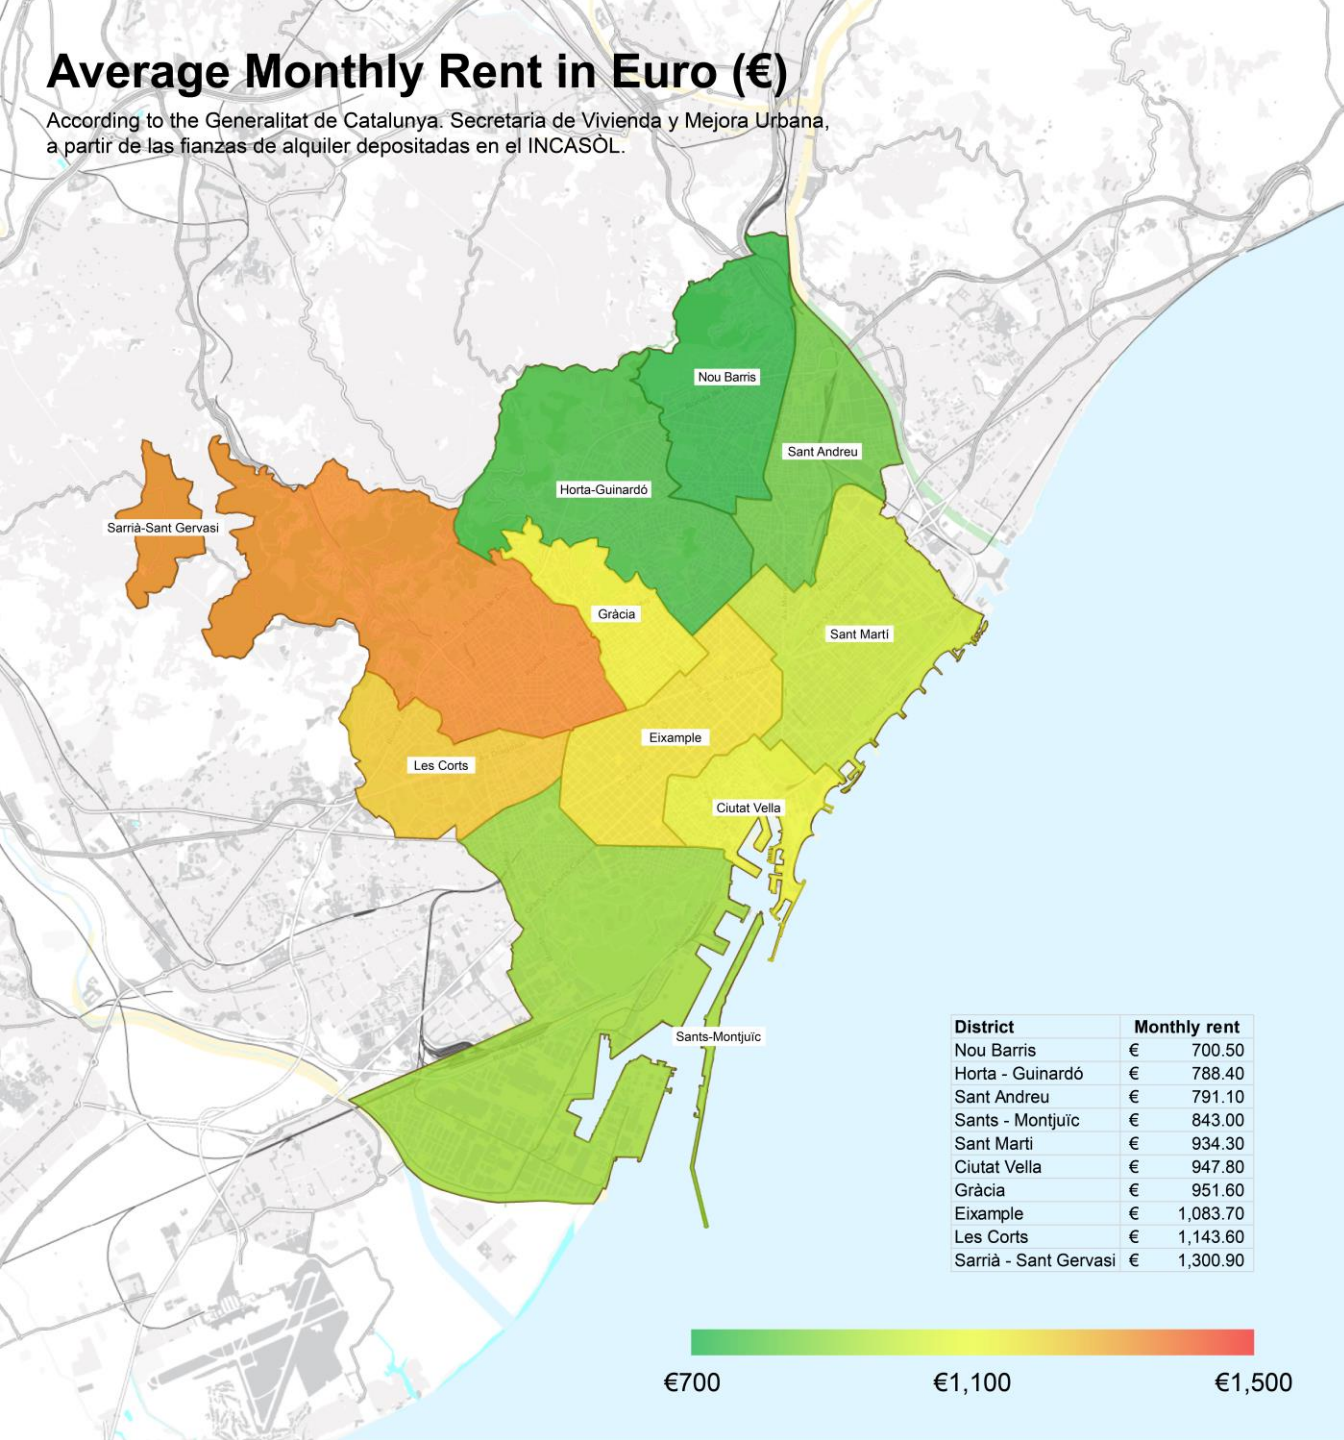 Average Monthly Rent in Euro (€)
According to the Generalitat de Catalunya. Secretaria de Vivienda y Mejora Urbana,
a partir de las fianzas de alquiler depositadas en el INCASÒL.
Nou Barris
Sant Andreu
Horta-Guinardó
Sarrià-Sant Gervasi
Gràcia
Sant Martí
Eixample
Les Corts
Ciutat Vella
Sants-Montjuïc
District Monthly rent
Nou Barris € 700.50
Horta - Guinardó € 788.40
Sant Andreu € 791.10
Sants - Montjuïc € 843.00
Sant Marti € 934.30
Ciutat Vella € 947.80
Gràcia € 951.60
Eixample € 1,083.70
Les Corts € 1,143.60
Sarrià - Sant Gervasi € 1,300.90
€700 €1,100 €1,500